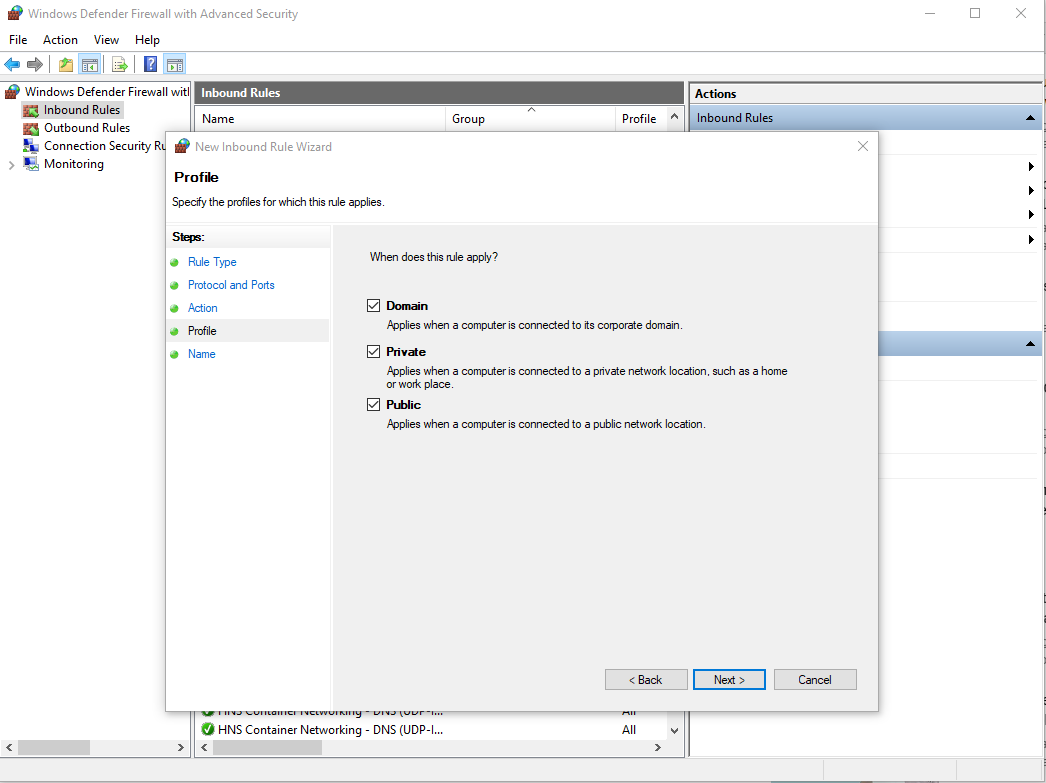 Windows Defender Firewall with Advanced Security
File Action View Help
Windows Defender Firewall with
Inbound Rules
Outbound Rules
Connection Security Ru
Monitoring
Inbound Rules
Name Group Profile
Actions
Inbound Rules
New Inbound Rule Wizard
Profile
Specify the profiles for which this rule applies.
Steps:
Rule Type
Protocol and Ports
Action
Profile
Name
When does this rule apply?
Domain
Applies when a computer is connected to its corporate domain.
Private
Applies when a computer is connected to a private network location, such as a home
or work place.
Public
Applies when a computer is connected to a public network location.
< Back Next > Cancel
HNS Container Networking - DNS (UDP-I... All
HNS Container Networking - DNS (UDP-I... All